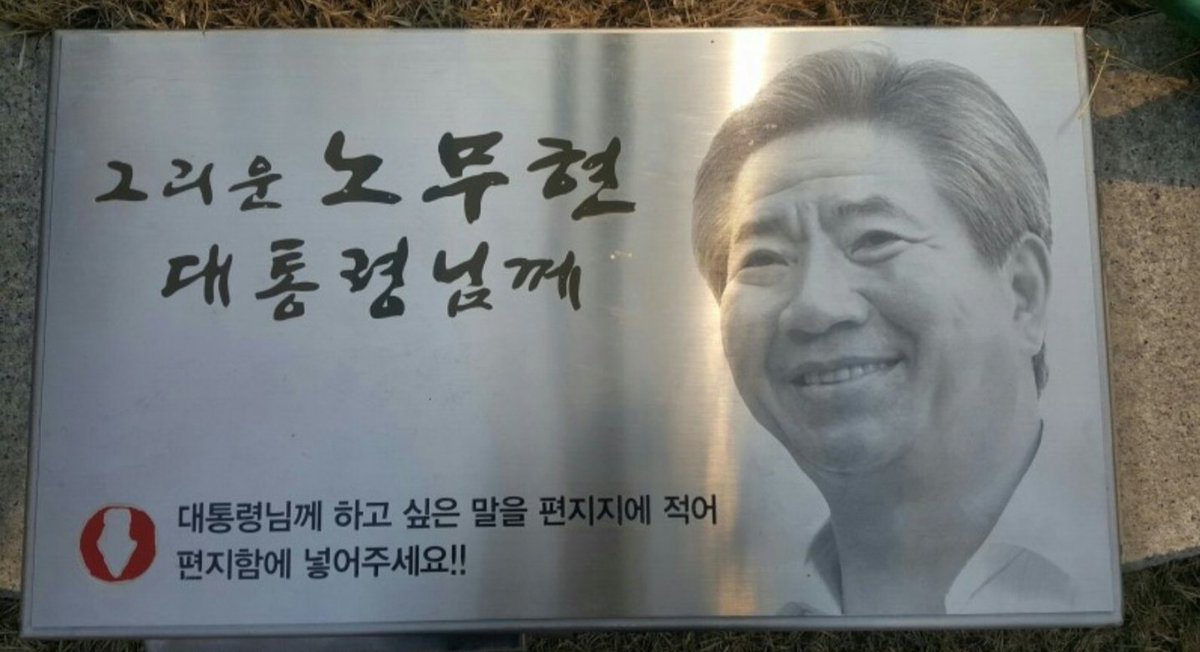 그리운 노무현
대통령님께
대통령님께 하고 싶은 말을 편지지에 적어
편지함에 넣어주세요!!